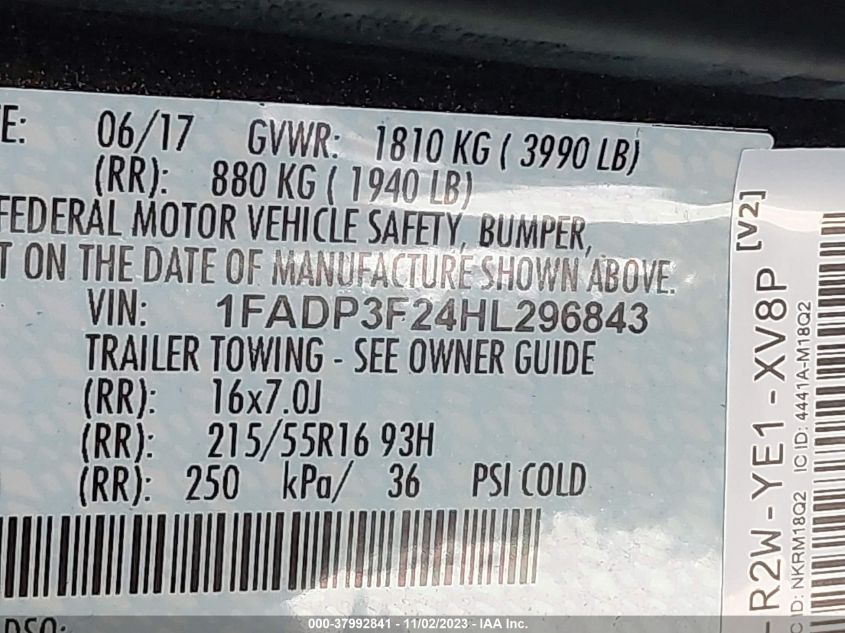 TE: 06/17 GVWR: 1810 KG ( 3990 LB)
(RR): 880 KG ( 1940 LB)
FEDERAL MOTOR VEHICLE SAFETY, BUMPER,
T ON THE DATE OF MANUFACTURE SHOWN ABOVE.
VIN: 1FADP3F24HL296843
TRAILER TOWING - SEE OWNER GUIDE
(RR): 16x7.0J
(RR): 215/55R16 93H
(RR): 250 kPa/ 36 PSI COLD
DSO:
-R2W-YE1-XV8P [V2]
C ID: NKRM18Q2 IC ID: 4441A-M18Q2
000-37992841 - 11/02/2023 - IAA Inc.